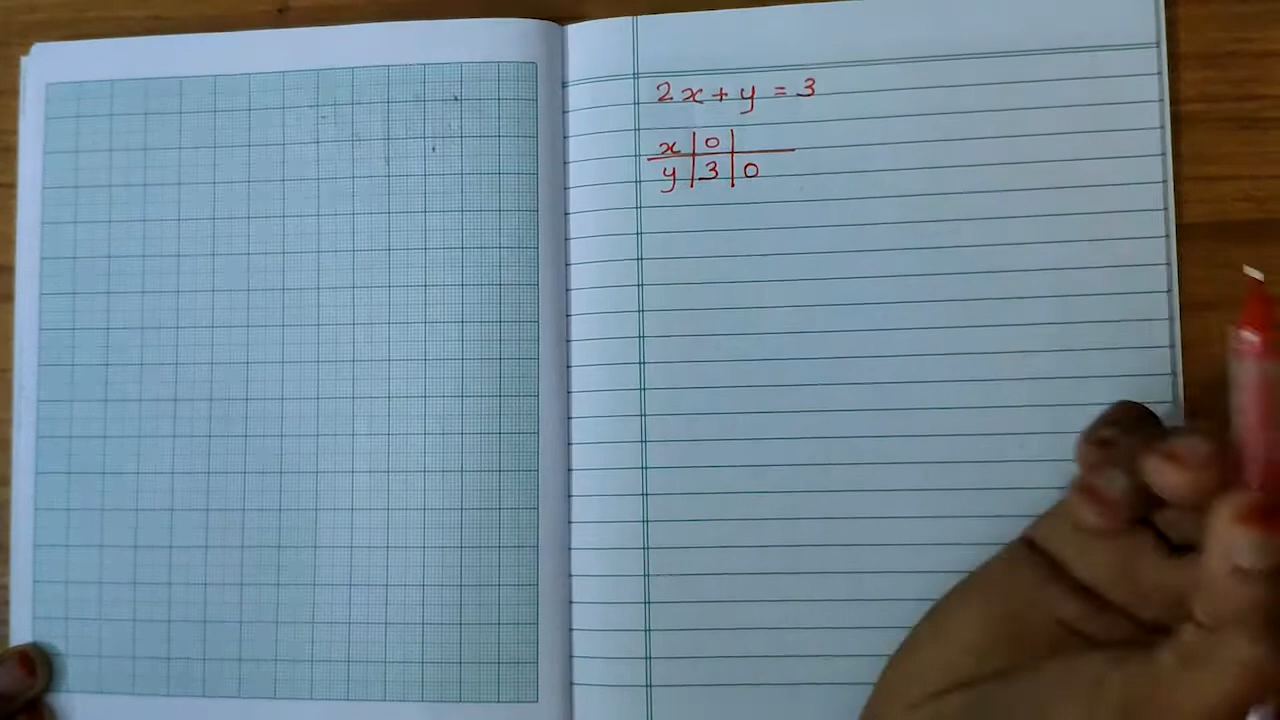 2x + y = 3
x | 0 |
y | 3 | 0